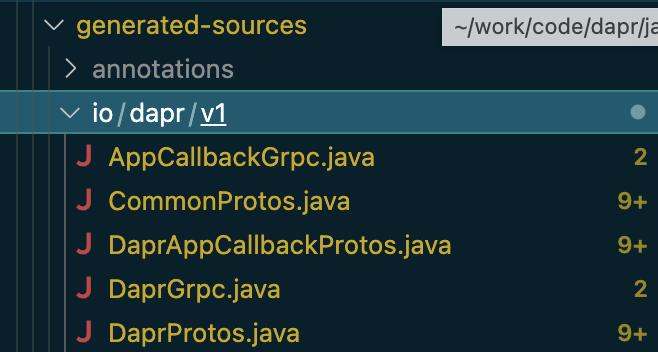 generated-sources
~/work/code/dapr/ja
annotations
io/dapr/v1
J AppCallbackGrpc.java 2
J CommonProtos.java 9+
J DaprAppCallbackProtos.java 9+
J DaprGrpc.java 2
J DaprProtos.java 9+